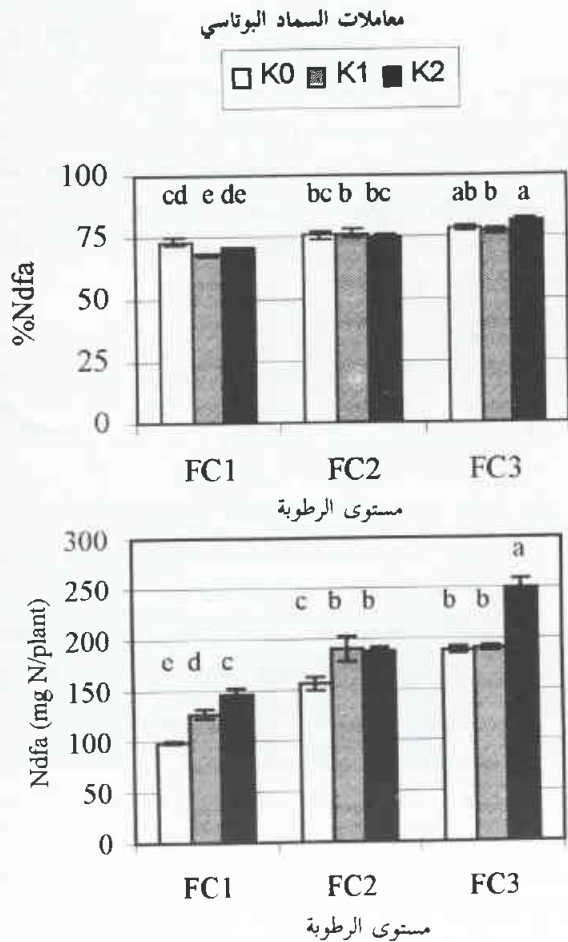 معاملات السماد البوتاسي
K0 K1 K2
%Ndfa
100
75
50
25
0
cd e de bc b bc ab b a
FC1 FC2 FC3
مستوى الرطوبة
Ndfa (mg N/plant)
300
250
200
150
100
50
0
e d c c b b b b a
FC1 FC2 FC3
مستوى الرطوبة